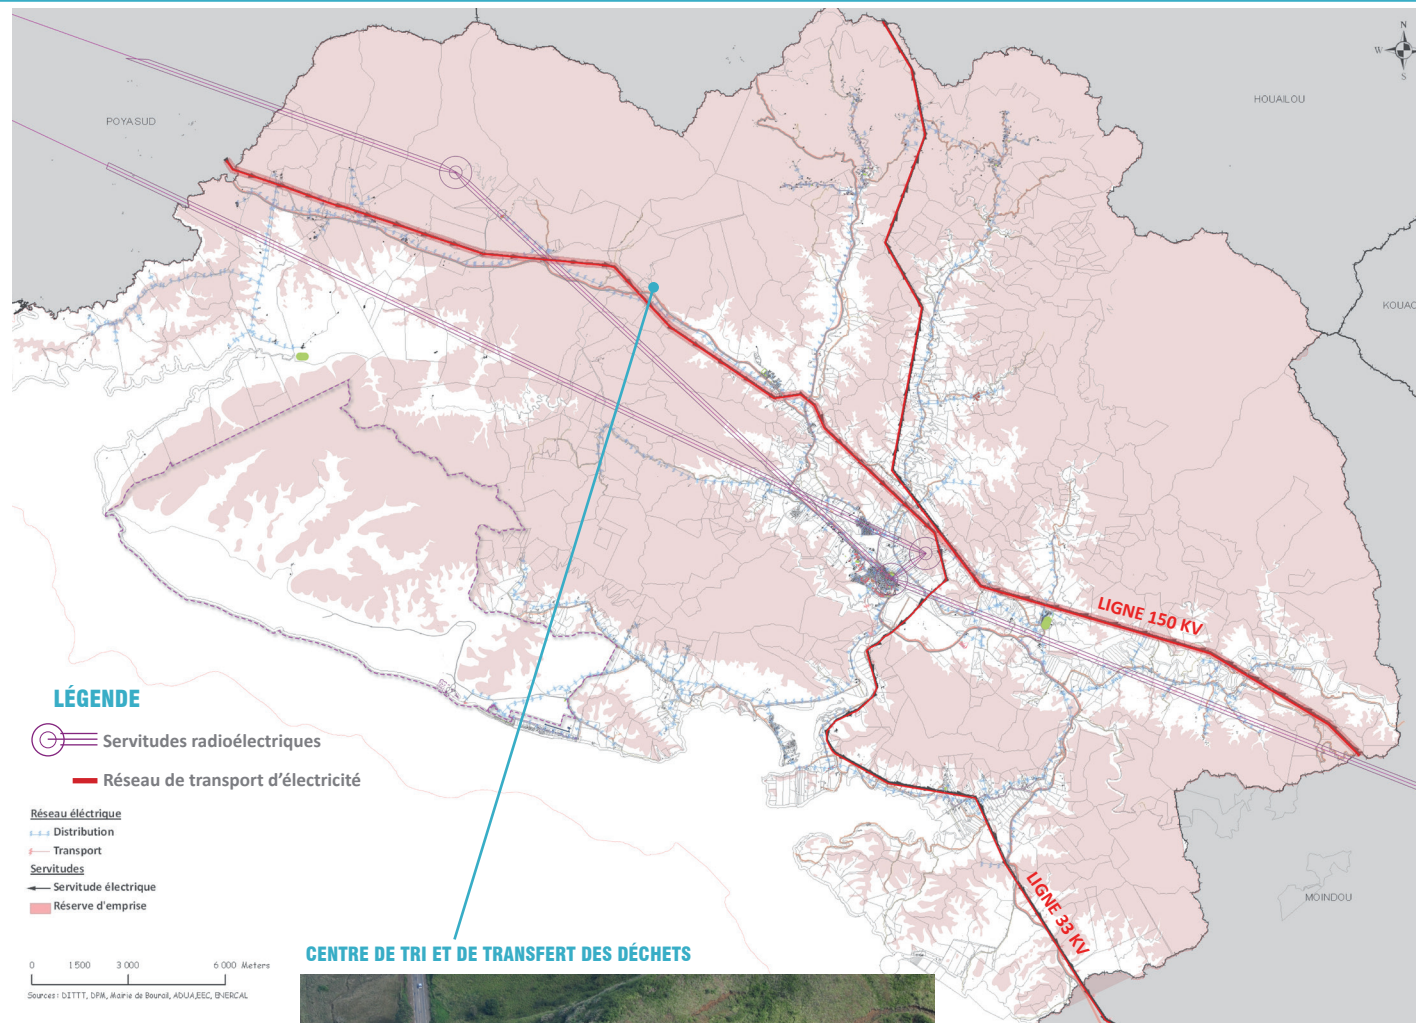 N
W
S
HOUAILOU
POYA SUD
KOUAO
LIGNE 150 KV
LÉGENDE
Servitudes radioélectriques
Réseau de transport d'électricité
Réseau éléctrique
Distribution
Transport
Servitudes
Servitude électrique
Réserve d'emprise
LIGNE 33 KV
MOINDOU
CENTRE DE TRI ET DE TRANSFERT DES DÉCHETS
0 1 500 3 000 6 000 Meters
Sources : DITTT, DPM, Mairie de Bourail, ADUA,EEC, ENERCAL